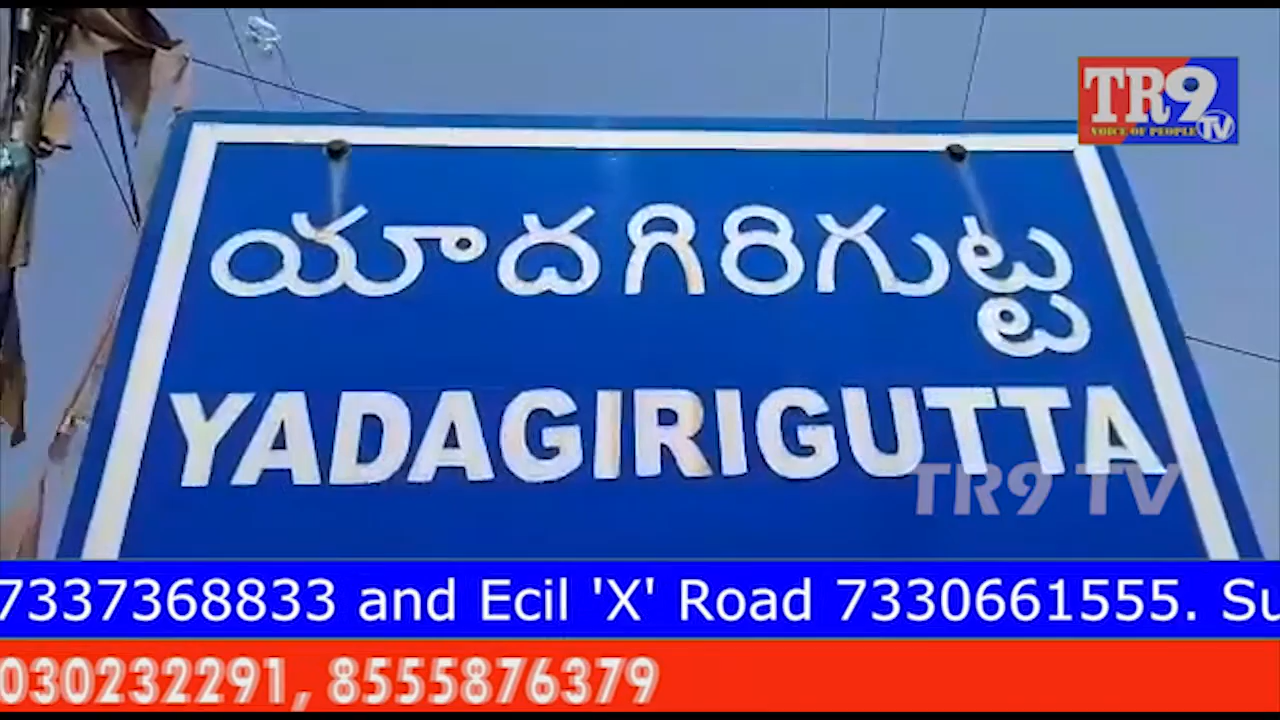 TR9
VOICE OF PEOPLE TV
యాదగిరిగుట్ట
YADAGIRIGUTTA
TR9 TV
7337368833 and Ecil 'X' Road 7330661555. Su
030232291, 8555876379